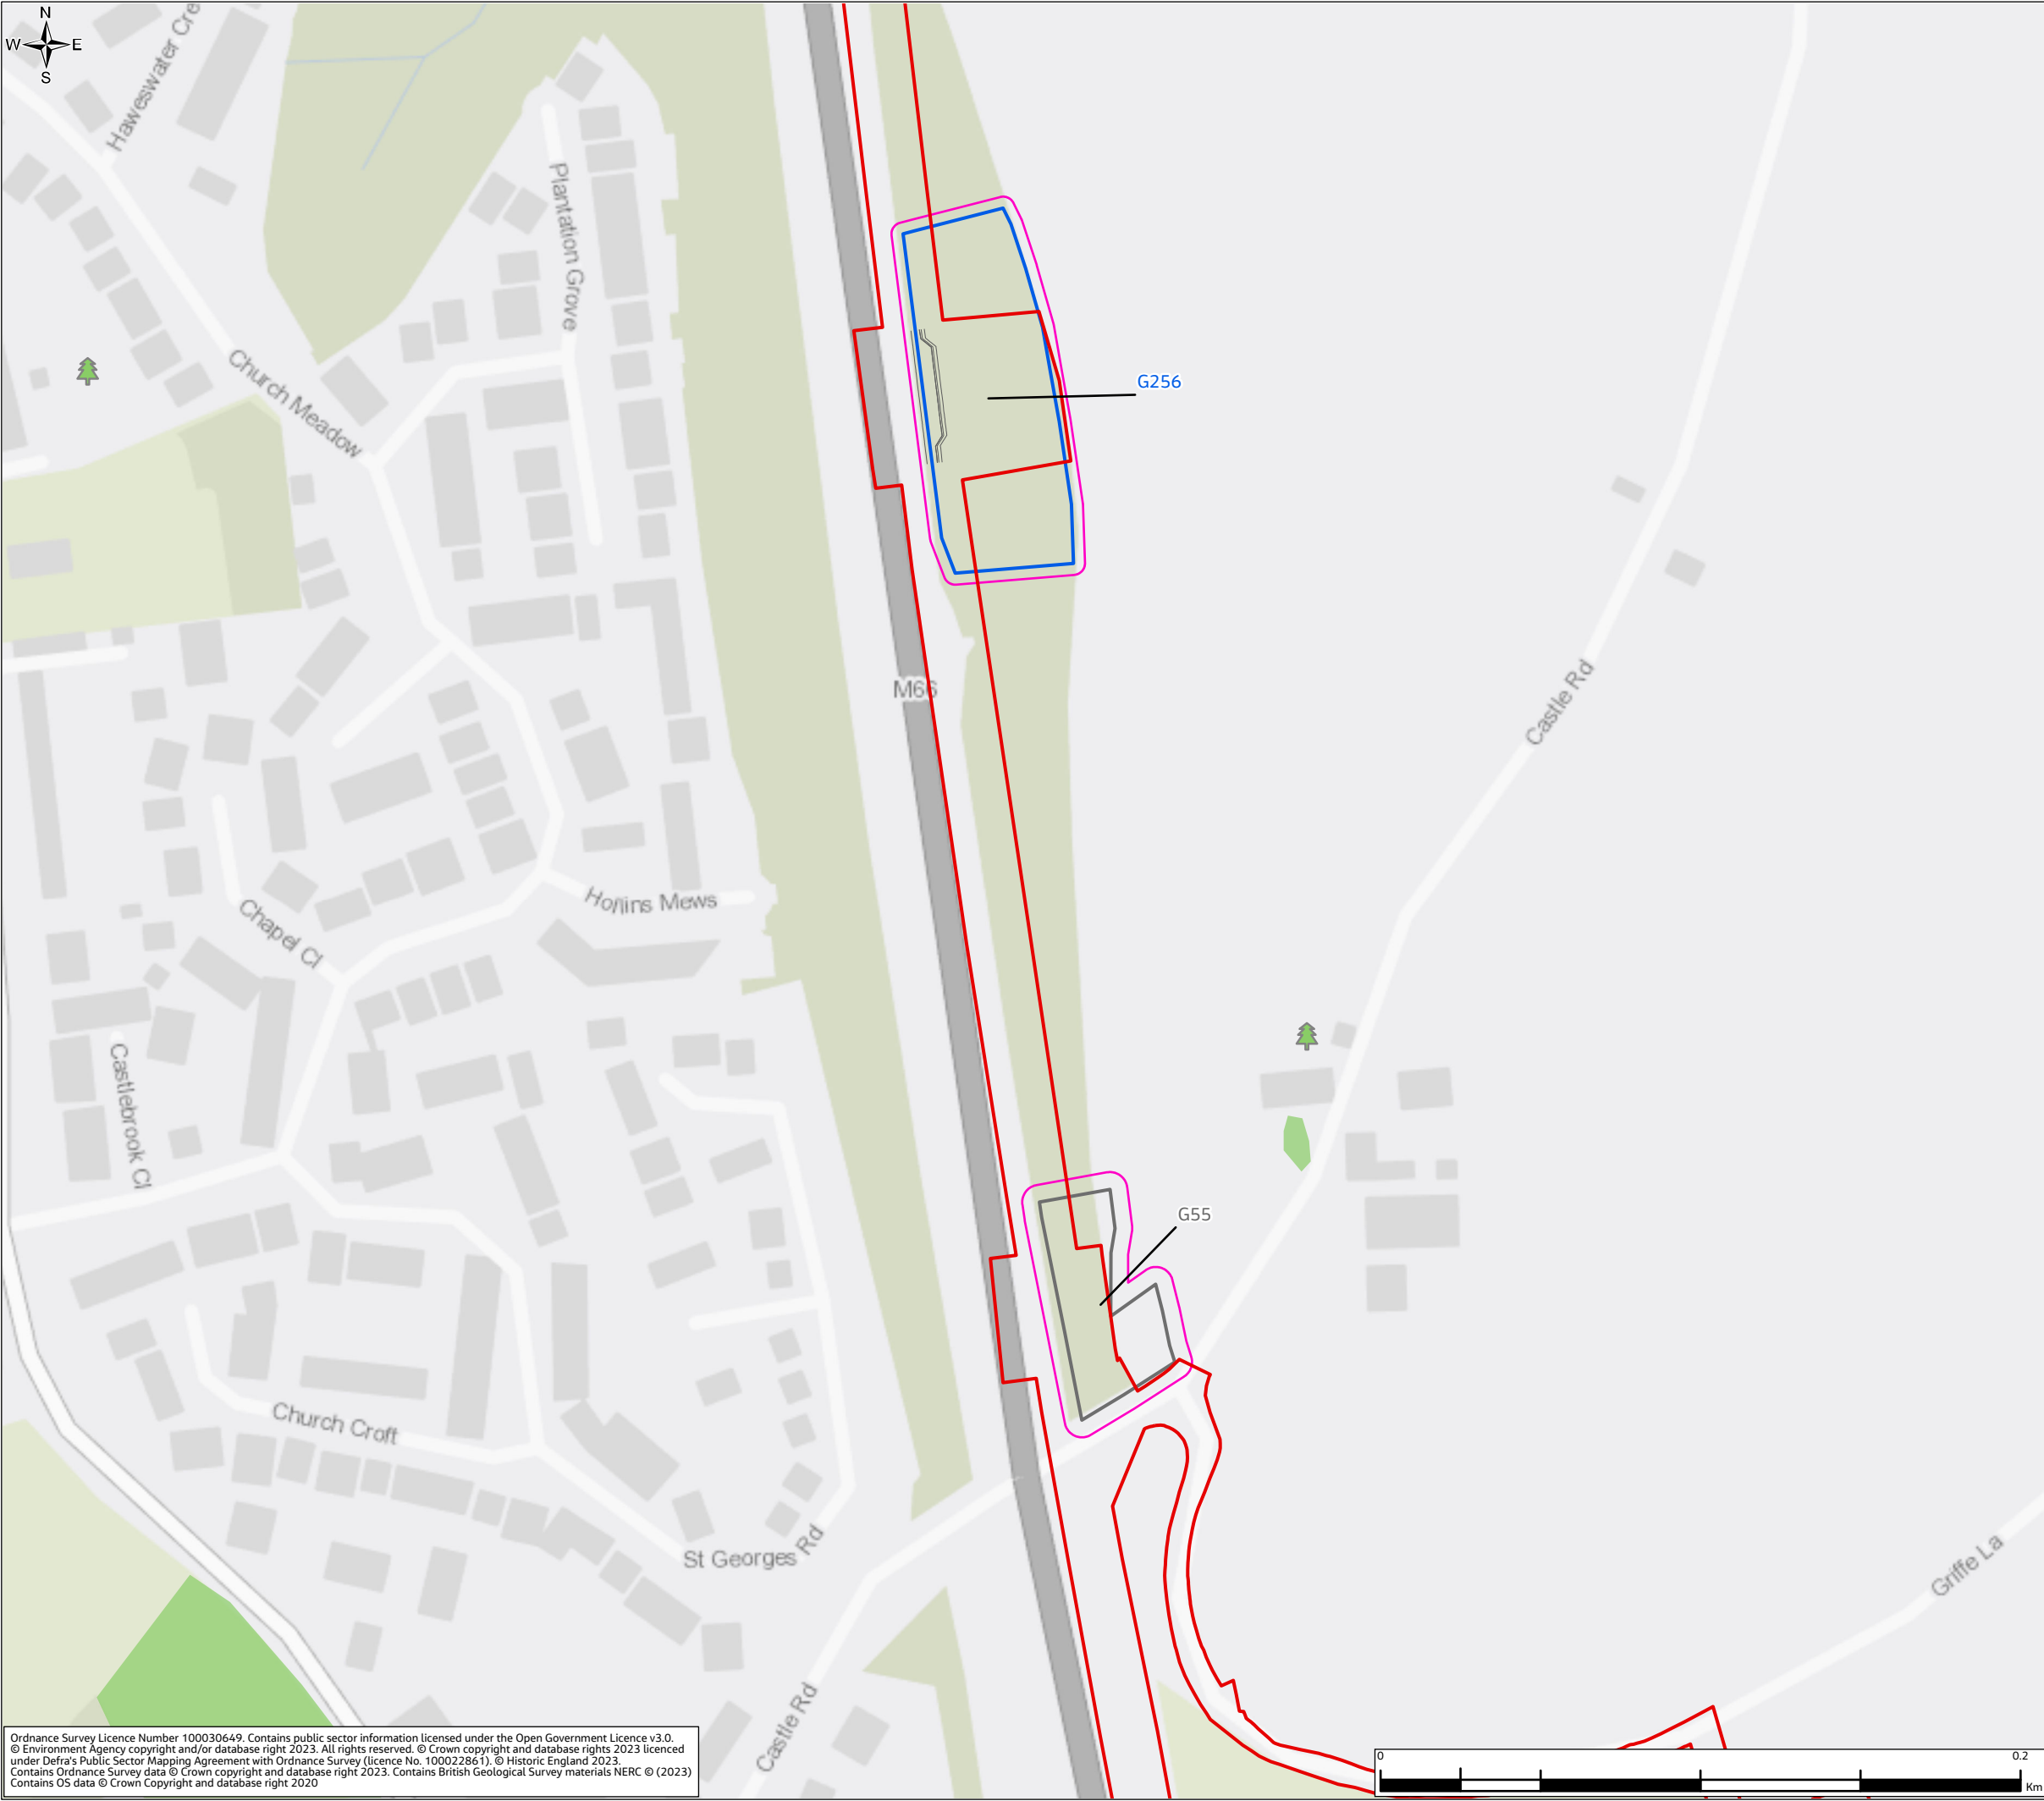 N
W E
S
Haweswater Cre
Plantation Grove
Church Meadow
G256
M66
Castle Rd
Hollins Mews
Chapel Cl
Castlebrook Cl
G55
Church Croft
St Georges Rd
Griffe La
Castle Rd
Ordnance Survey Licence Number 100030649. Contains public sector information licensed under the Open Government Licence v3.0.
© Environment Agency copyright and/or database right 2023. All rights reserved. © Crown copyright and database rights 2023 licenced
under Defra's Public Sector Mapping Agreement with Ordnance Survey (licence No. 100022861). © Historic England 2023.
Contains Ordnance Survey data © Crown copyright and database right 2023. Contains British Geological Survey materials NERC © (2023)
Contains OS data © Crown Copyright and database right 2020
0 0.2
Km